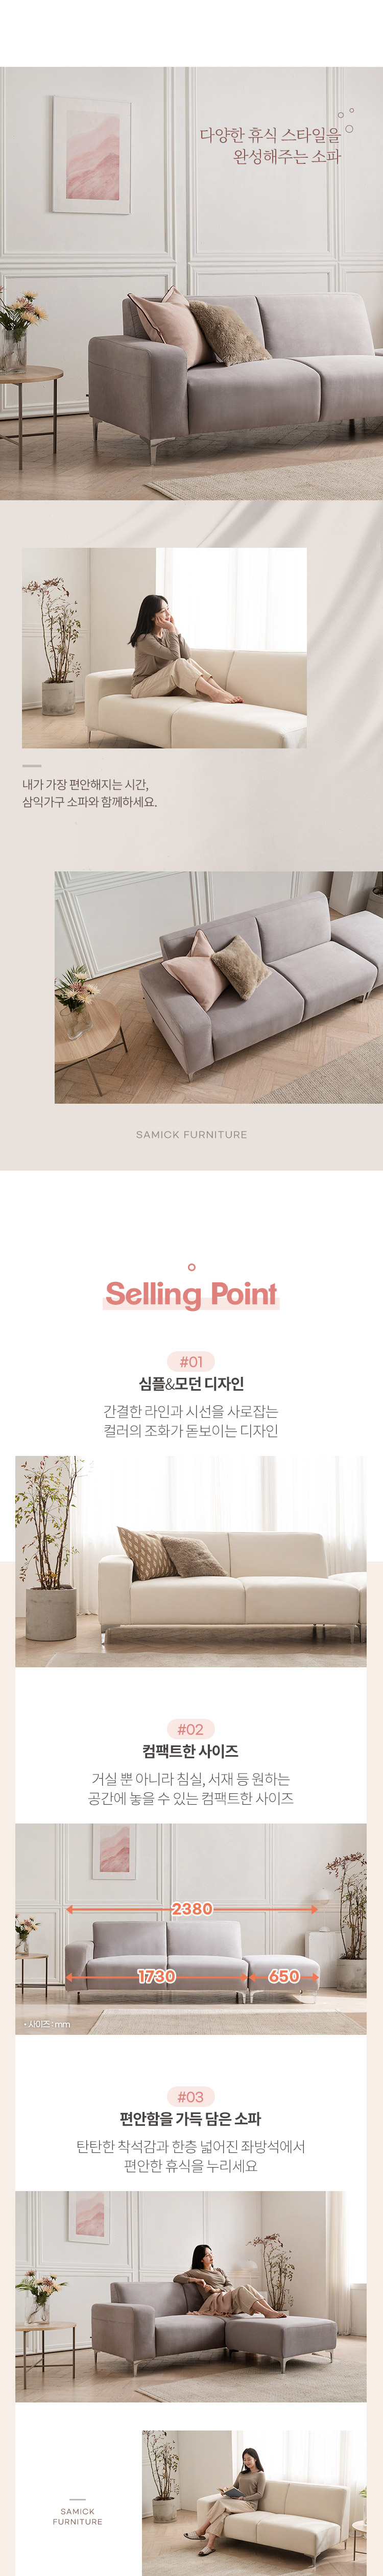 다양한 휴식 스타일을
완성해주는 소파
내가 가장 편안해지는 시간,
삼익가구 소파와 함께하세요.
SAMICK FURNITURE
Selling Point
#01
심플&모던 디자인
간결한 라인과 시선을 사로잡는
컬러의 조화가 돋보이는 디자인
#02
컴팩트한 사이즈
거실 뿐 아니라 침실, 서재 등 원하는
공간에 놓을 수 있는 컴팩트한 사이즈
2380
1730
650
• 사이즈 : mm
#03
편안함을 가득 담은 소파
탄탄한 착석감과 한층 넓어진 좌방석에서
편안한 휴식을 누리세요
SAMICK
FURNITURE